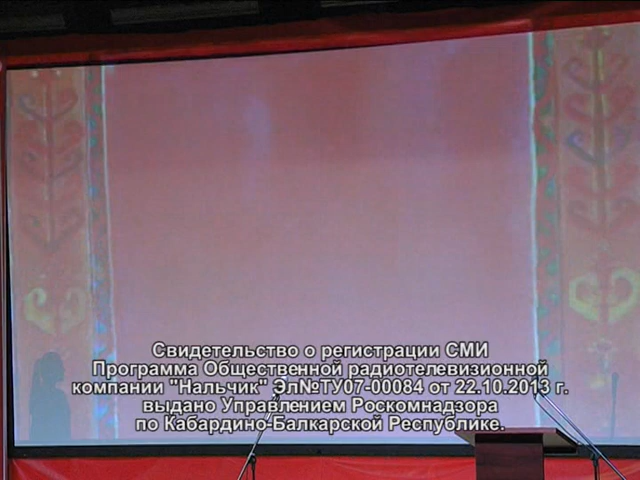 Свидетельство о регистрации СМИ
Программа Общественной радиотелевизионной
компании "Нальчик" Эл№ТУ07-00084 от 22.10.2013 г.
выдано Управлением Роскомнадзора
по Кабардино-Балкарской Республике.